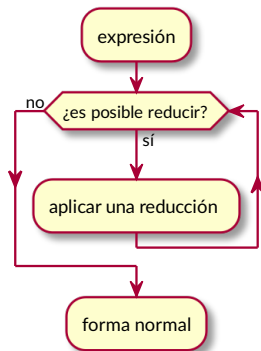 expresión
no
¿es posible reducir?
sí
aplicar una reducción
forma normal